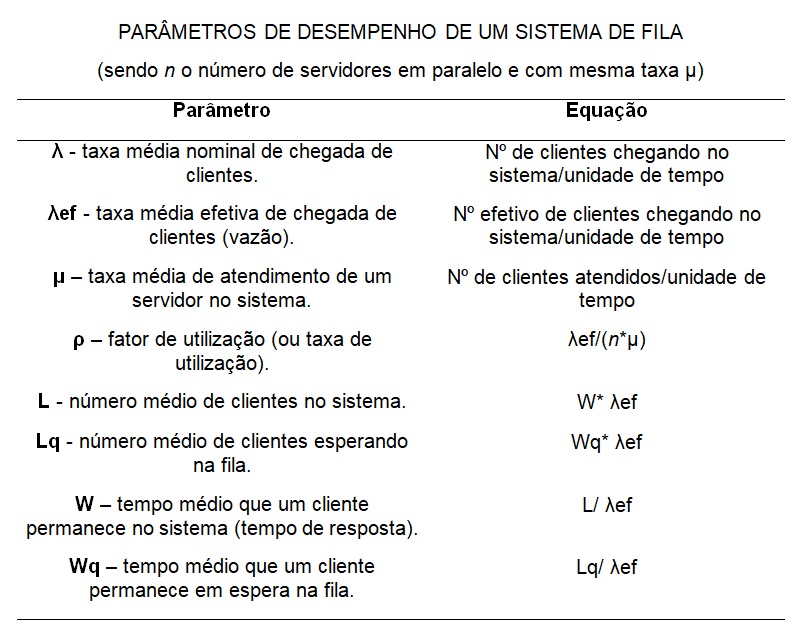 PARÂMETROS DE DESEMPENHO DE UM SISTEMA DE FILA
(sendo n o número de servidores em paralelo e com mesma taxa µ)
Parâmetro Equação
λ - taxa média nominal de chegada de
clientes.
Nº de clientes chegando no
sistema/unidade de tempo
λef - taxa média efetiva de chegada de
clientes (vazão).
Nº efetivo de clientes chegando no
sistema/unidade de tempo
µ – taxa média de atendimento de um
servidor no sistema.
Nº de clientes atendidos/unidade de
tempo
ρ – fator de utilização (ou taxa de
utilização).
λef/(n*µ)
L - número médio de clientes no sistema.
W* λef
Lq - número médio de clientes esperando
na fila.
Wq* λef
W – tempo médio que um cliente
permanece no sistema (tempo de resposta).
L/ λef
Wq – tempo médio que um cliente
permanece em espera na fila.
Lq/ λef